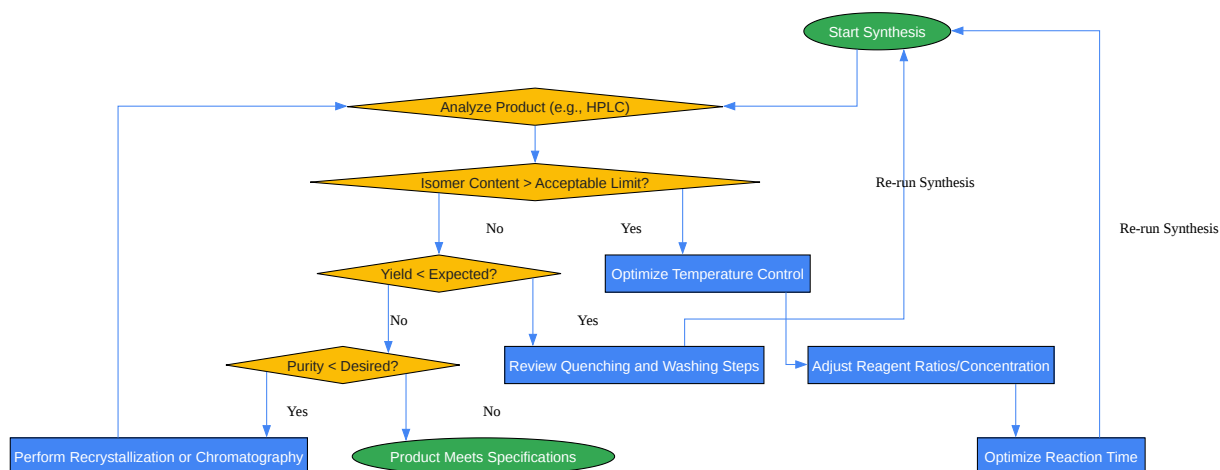 Start Synthesis
Analyze Product (e.g., HPLC)
Isomer Content > Acceptable Limit?
Re-run Synthesis
No
Yes
Re-run Synthesis
Yield < Expected?
Optimize Temperature Control
No
Yes
Purity < Desired?
Review Quenching and Washing Steps
Adjust Reagent Ratios/Concentration
Yes
No
Perform Recrystallization or Chromatography
Product Meets Specifications
Optimize Reaction Time